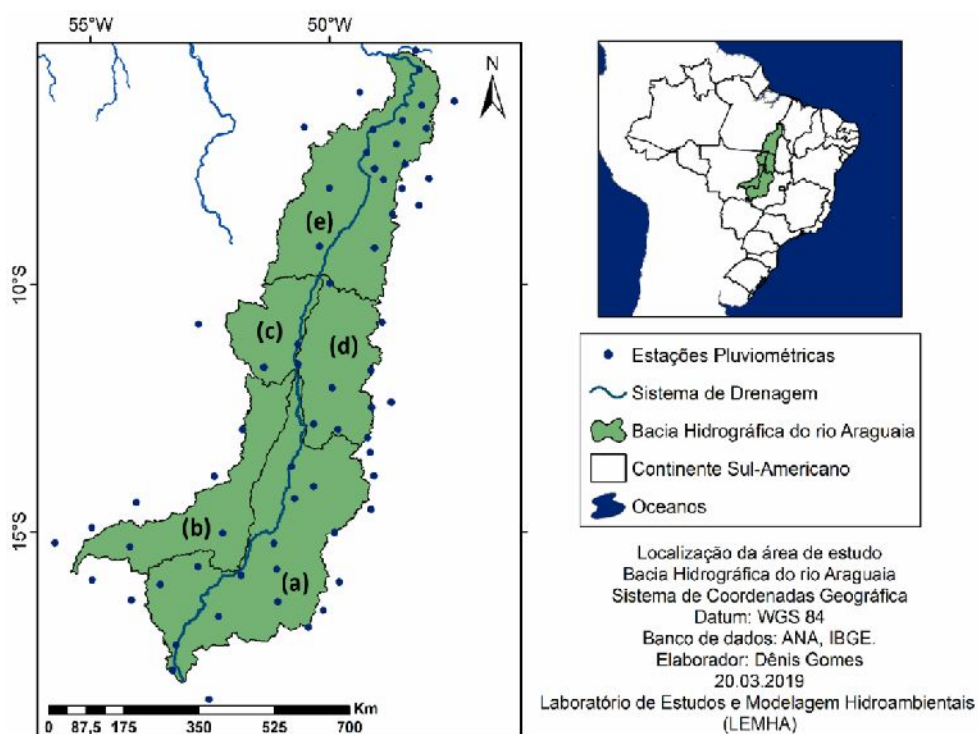 55°W 50°W
N
10°S
15°S
(e)
(c)
(d)
(b)
(a)
Km
0 87,5 175 350 525 700
Estações Pluviométricas
Sistema de Drenagem
Bacia Hidrográfica do rio Araguaia
Continente Sul-Americano
Oceanos
Localização da área de estudo
Bacia Hidrográfica do rio Araguaia
Sistema de Coordenadas Geográfica
Datum: WGS 84
Banco de dados: ANA, IBGE.
Elaborador: Dênis Gomes
20.03.2019
Laboratório de Estudos e Modelagem Hidroambientais
(LEMHA)